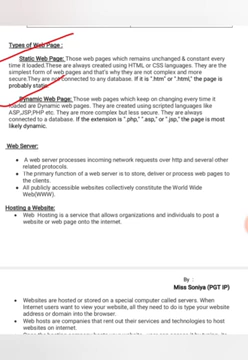 Types of Web Page :
Static Web Page: Those web pages which remains unchanged & constant every
time it loaded.These are always created using HTML or CSS languages. They are the
simplest form of web pages and that's why they are not complex and more
secure.They are not connected to any database. If it is ".htm" or ".html," the page is
probably static.
Dynamic Web Page: Those web pages which keep on changing every time it
loaded are Dynamic web pages. They are created using scripted languages like
ASP,JSP,PHP etc. They are more complex but less secure. They are always
connected to a database. If the extension is ".php," ".asp," or ".jsp," the page is most
likely dynamic.
Web Server:
• A web server processes incoming network requests over http and several other
related protocols.
• The primary function of a web server is to store, deliver or process web pages to
the clients.
• All publicly accessible websites collectively constitute the World Wide
Web(WWW).
Hosting a Website:
• Web Hosting is a service that allows organizations and individuals to post a
website or web page onto the internet.
By :
Miss Soniya (PGT IP)
• Websites are hosted or stored on a special computer called servers. When
Internet users want to view your website, all they need to do is type your website
address or domain into the browser.
• Web hosts are companies that rent out their services and technologies to host
websites on internet.